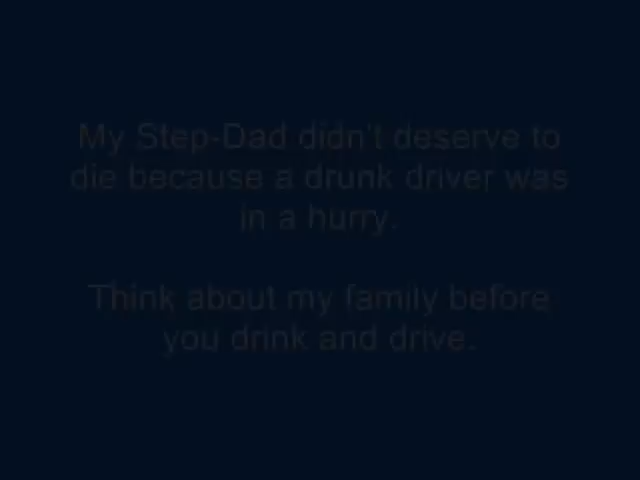 My Step-Dad didn't deserve to
die because a drunk driver was
in a hurry.
Think about my family before
you drink and drive.